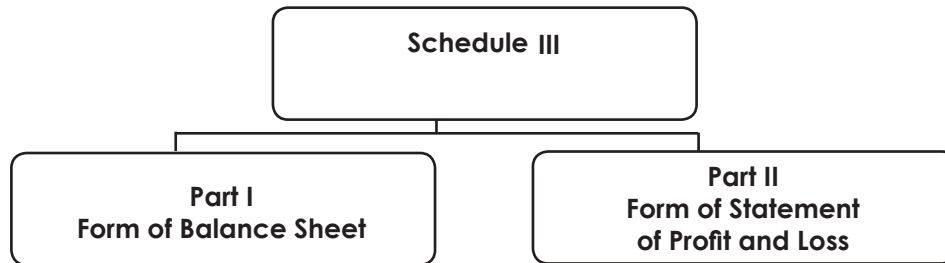 Schedule III
Part I
Form of Balance Sheet
Part II
Form of Statement
of Profit and Loss